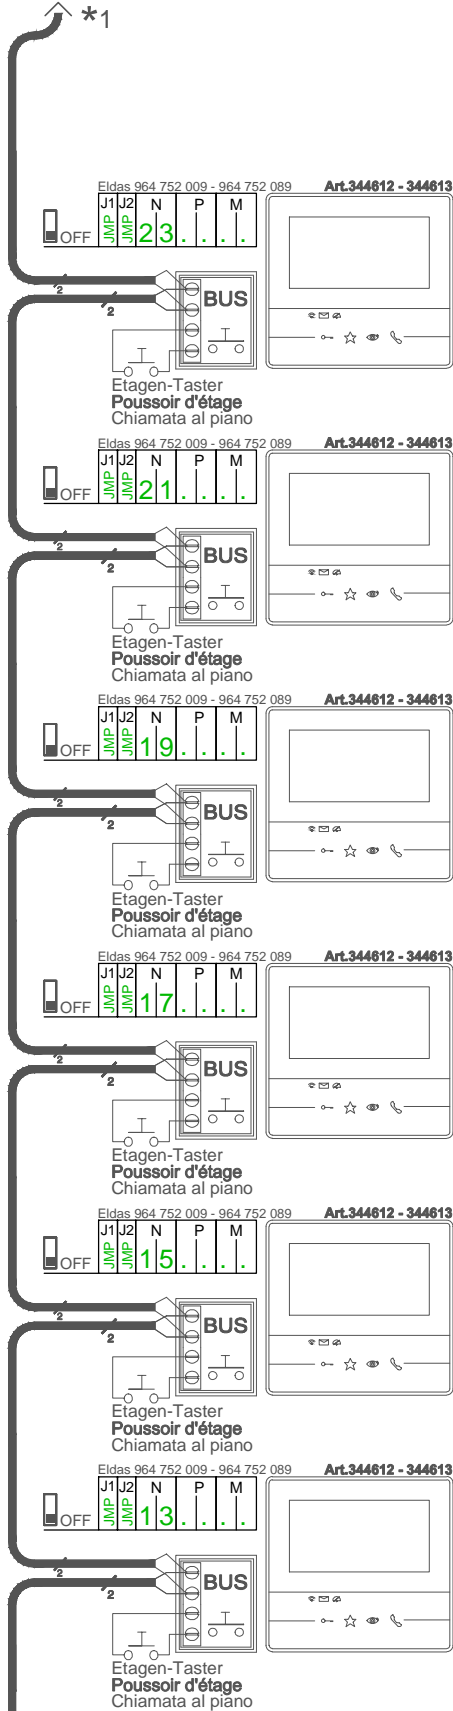 *1
Eldas 964 752 009 - 964 752 089 Art.344612 - 344613
J1 J2 N P M
OFF JMP JMP 23. . . .
2 BUS
2
Etagen-Taster
Poussoir d'étage
Chiamata al piano
Eldas 964 752 009 - 964 752 089 Art.344612 - 344613
J1 J2 N P M
OFF JMP JMP 21. . . .
2 BUS
2
Etagen-Taster
Poussoir d'étage
Chiamata al piano
Eldas 964 752 009 - 964 752 089 Art.344612 - 344613
J1 J2 N P M
OFF JMP JMP 19. . . .
2 BUS
2
Etagen-Taster
Poussoir d'étage
Chiamata al piano
Eldas 964 752 009 - 964 752 089 Art.344612 - 344613
J1 J2 N P M
OFF JMP JMP 17. . . .
2 BUS
2
Etagen-Taster
Poussoir d'étage
Chiamata al piano
Eldas 964 752 009 - 964 752 089 Art.344612 - 344613
J1 J2 N P M
OFF JMP JMP 15. . . .
2 BUS
2
Etagen-Taster
Poussoir d'étage
Chiamata al piano
Eldas 964 752 009 - 964 752 089 Art.344612 - 344613
J1 J2 N P M
OFF JMP JMP 13. . . .
2 BUS
2
Etagen-Taster
Poussoir d'étage
Chiamata al piano